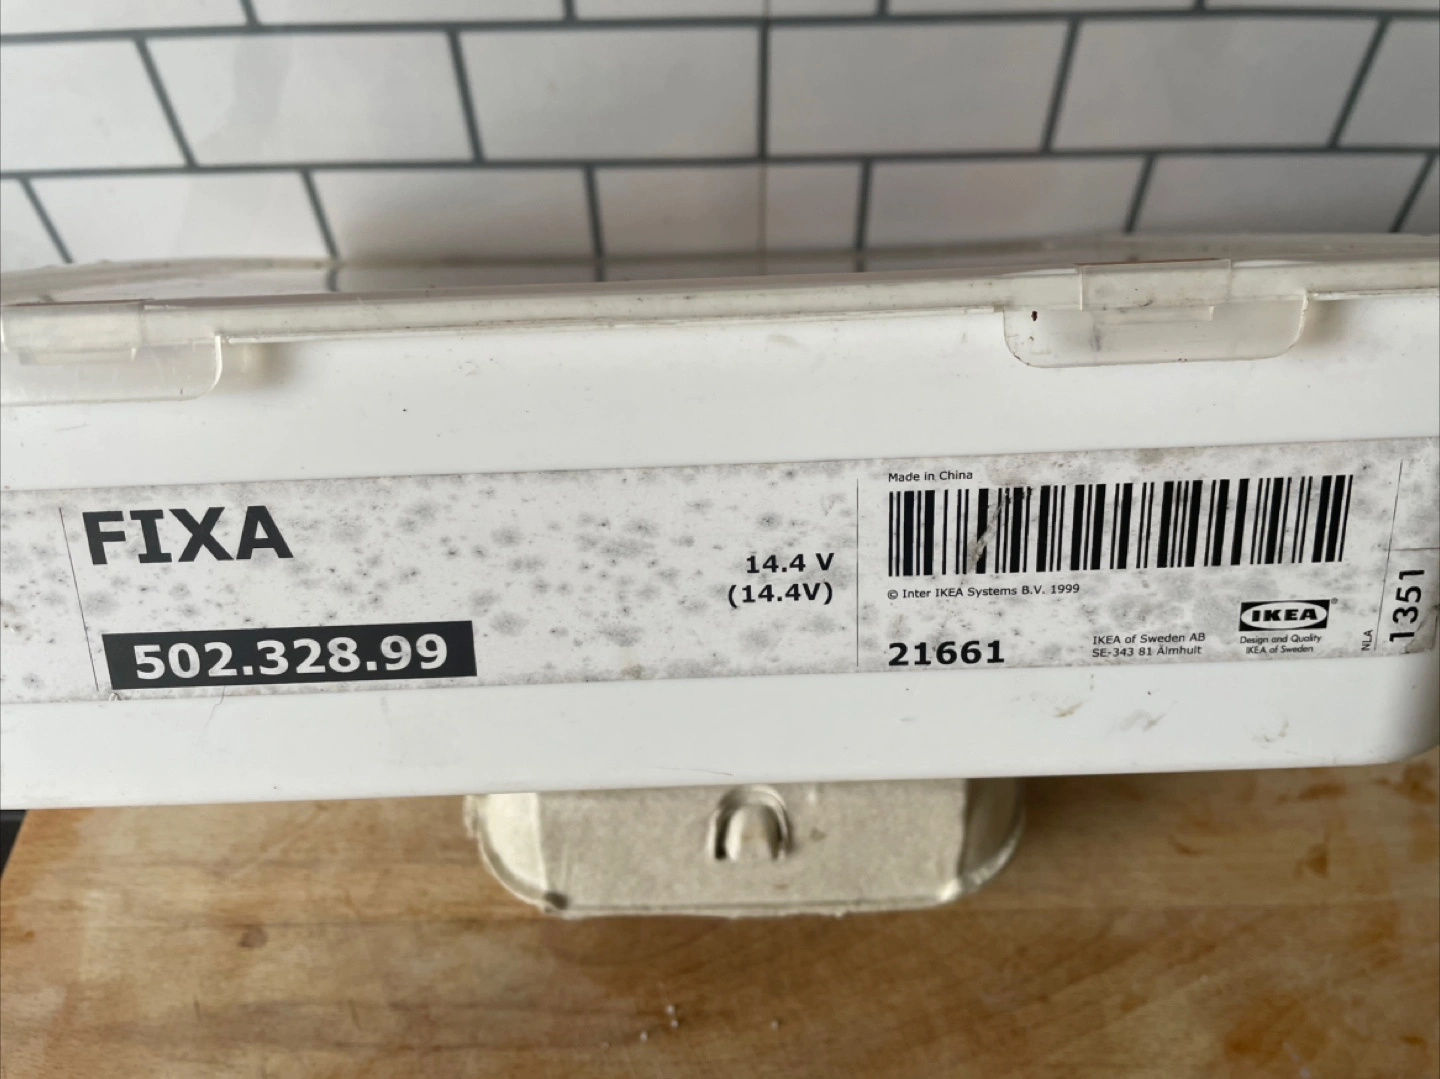 FIXA
502.328.99
14.4 V
(14.4V)
Made in China
© Inter IKEA Systems B.V. 1999
21661
IKEA of Sweden AB
SE-343 81 Älmhult
IKEA®
Design and Quality
IKEA of Sweden
NLA
1351